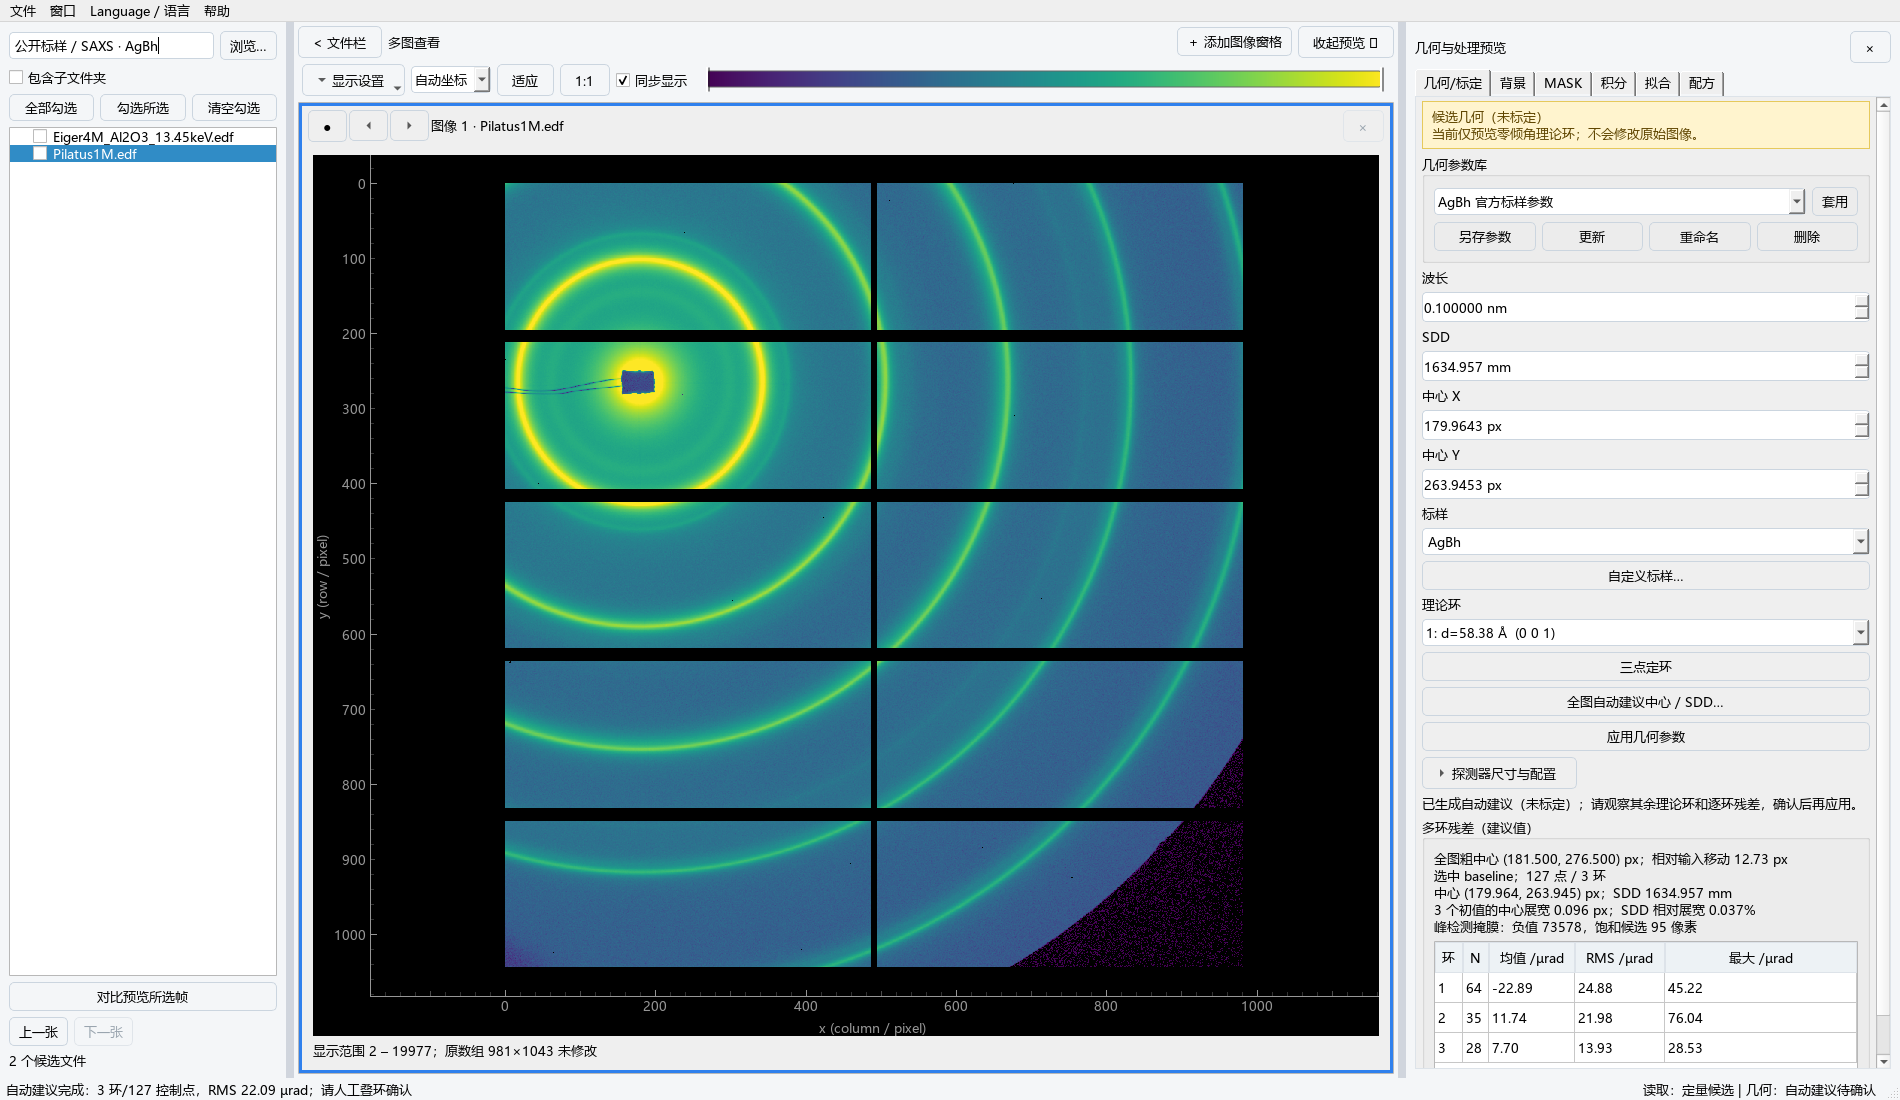 文件 窗口 Language / 语言 帮助
公开标样 / SAXS · AgBh 浏览...
包含子文件夹
全部勾选 勾选所选 清空勾选
Eiger4M_Al2O3_13.45keV.edf
Pilatus1M.edf
对比预览所选帧
上一张 下一张
2 个候选文件
< 文件栏 多图查看 + 添加图像窗格 收起预览
显示设置 自动坐标 适应 1:1 同步显示
图像 1 · Pilatus1M.edf ×
0
100
200
300
400
500
600
700
800
900
1000
y (row / pixel)
0 200 400 600 800 1000
x (column / pixel)
显示范围 2 – 19977；原数组 981×1043 未修改
几何与处理预览 ×
几何/标定 背景 MASK 积分 拟合 配方
候选几何（未标定）
当前仅预览零倾角理论环；不会修改原始图像。
几何参数库
AgBh 官方标样参数 套用
另存参数 更新 重命名 删除
波长
0.100000 nm
SDD
1634.957 mm
中心 X
179.9643 px
中心 Y
263.9453 px
标样
AgBh
自定义标样...
理论环
1: d=58.38 Å (0 0 1)
三点定环
全图自动建议中心 / SDD...
应用几何参数
探测器尺寸与配置
已生成自动建议（未标定）；请观察其余理论环和逐环残差，确认后再应用。
多环残差（建议值）
全图粗中心 (181.500, 276.500) px；相对输入移动 12.73 px
选中 baseline；127 点 / 3 环
中心 (179.964, 263.945) px；SDD 1634.957 mm
3 个初值的中心展宽 0.096 px；SDD 相对展宽 0.037%
峰检测掩膜：负值 73578，饱和候选 95 像素
环 N 均值 /µrad RMS /µrad 最大 /µrad
1 64 -22.89 24.88 45.22
2 35 11.74 21.98 76.04
3 28 7.70 13.93 28.53
自动建议完成：3 环/127 控制点，RMS 22.09 µrad；请人工叠环确认 读取：定量候选 | 几何：自动建议待确认